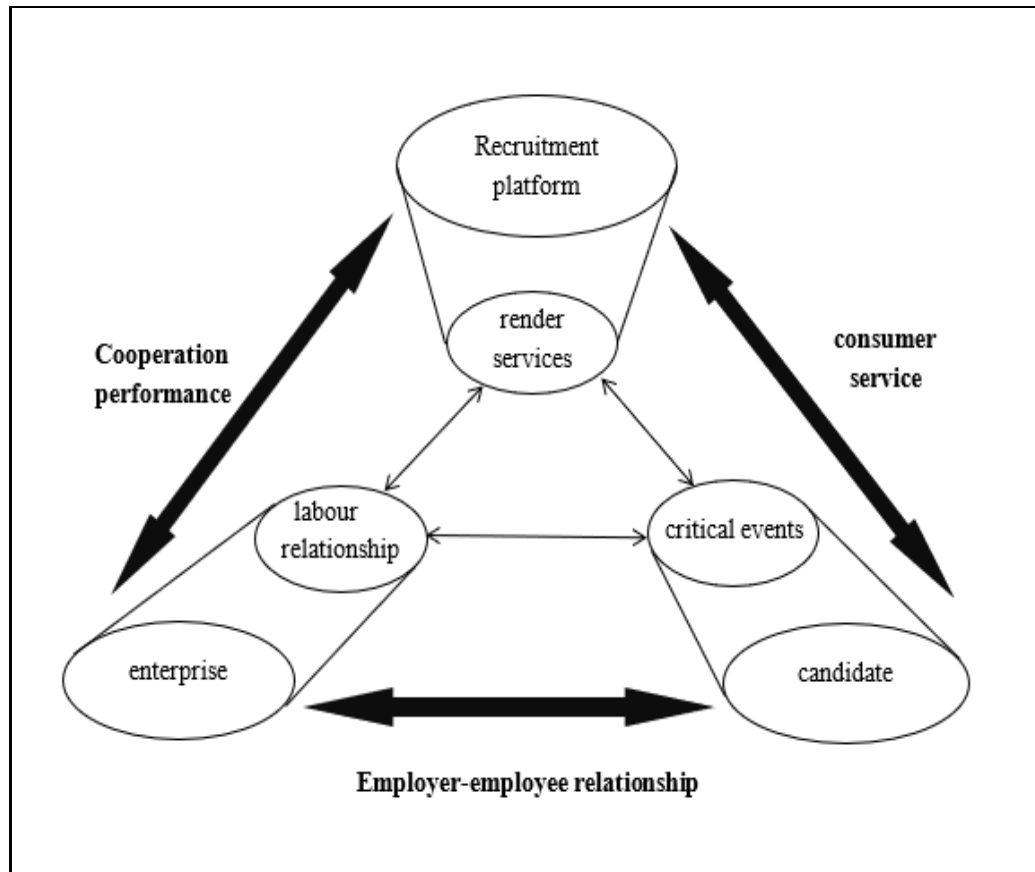 Recruitment
platform
render
services
Cooperation
performance
consumer
service
labour
relationship
critical events
enterprise
candidate
Employer-employee relationship